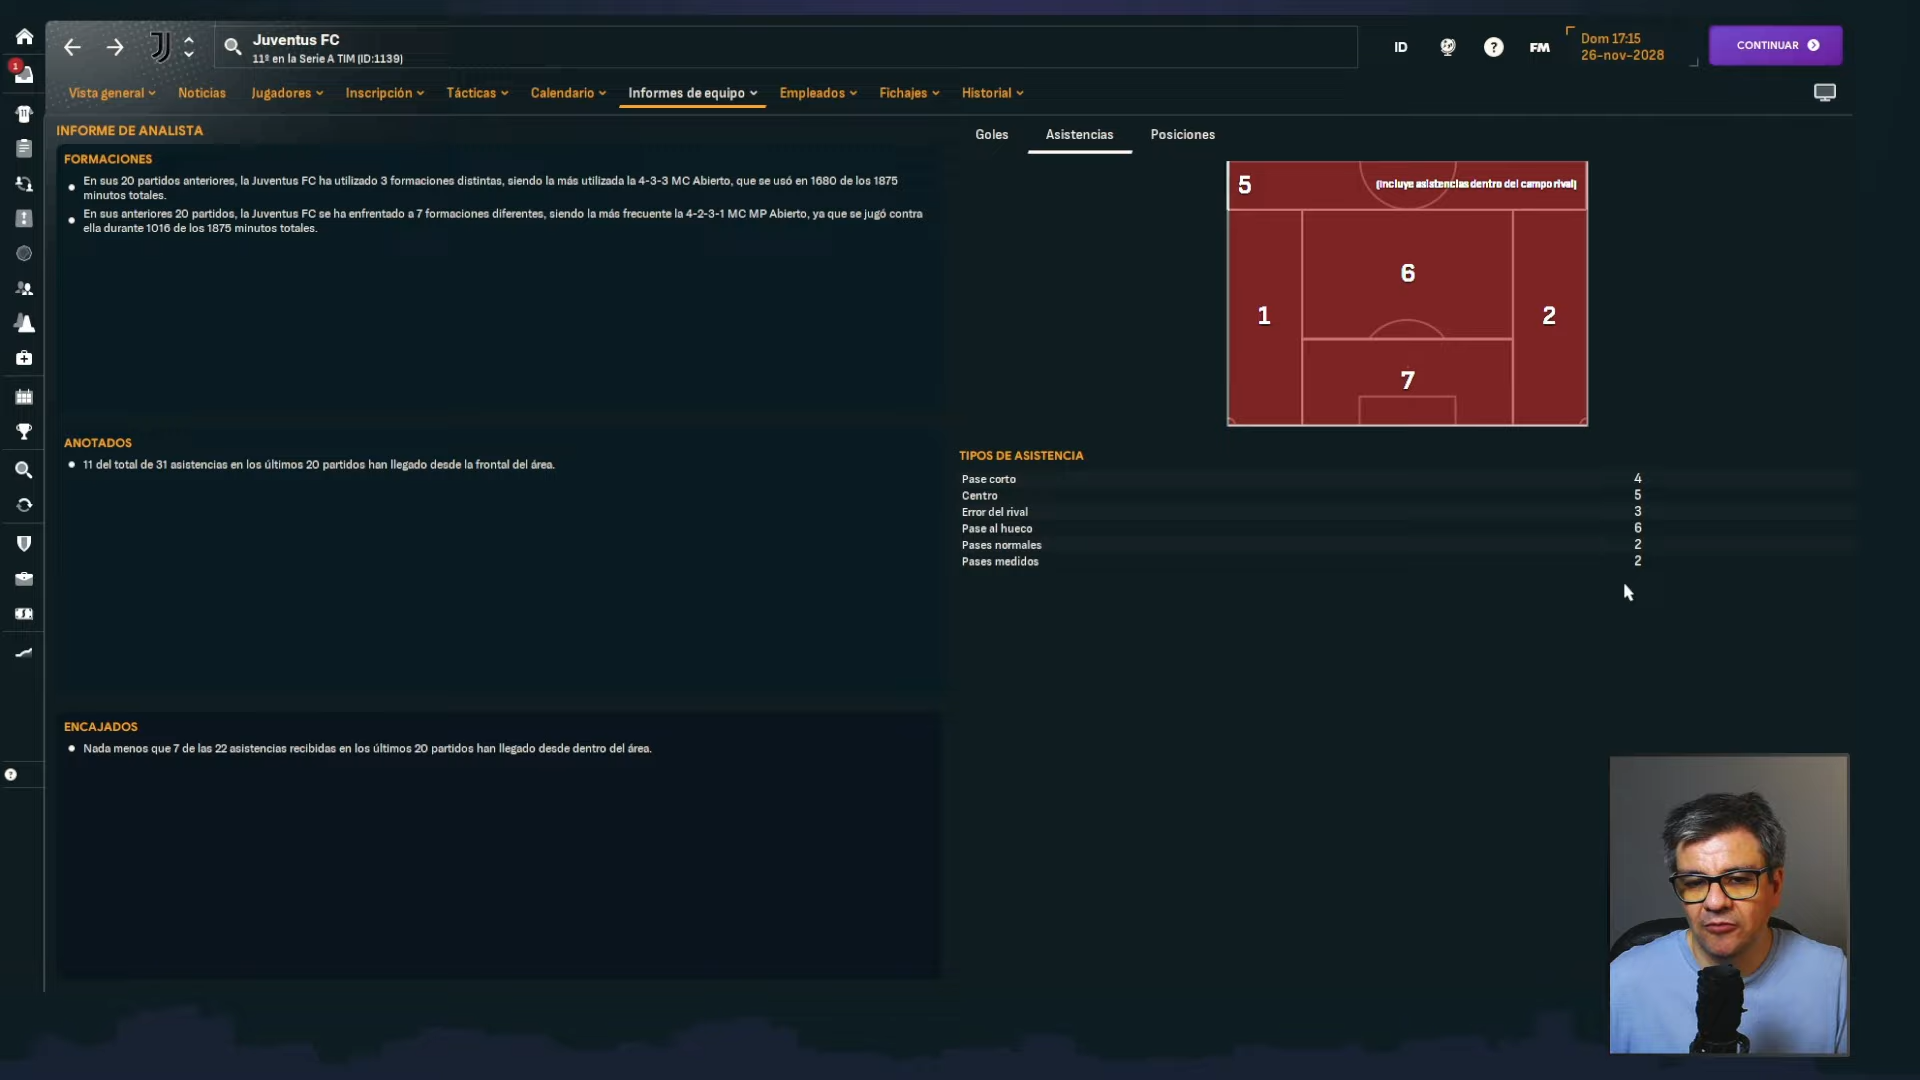 Juventus FC
11º en la Serie A TIM (ID:1139)
ID
?
FM
Dom 17:15
26-nov-2028
CONTINUAR
1
11
Vista general
Noticias
Jugadores
Inscripción
Tácticas
Calendario
Informes de equipo
Empleados
Fichajes
Historial
INFORME DE ANALISTA
FORMACIONES
En sus 20 partidos anteriores, la Juventus FC ha utilizado 3 formaciones distintas, siendo la más utilizada la 4-3-3 MC Abierto, que se usó en 1680 de los 1875
minutos totales.
En sus anteriores 20 partidos, la Juventus FC se ha enfrentado a 7 formaciones diferentes, siendo la más frecuente la 4-2-3-1 MC MP Abierto, ya que se jugó contra
ella durante 1016 de los 1875 minutos totales.
ANOTADOS
11 del total de 31 asistencias en los últimos 20 partidos han llegado desde la frontal del área.
ENCAJADOS
Nada menos que 7 de las 22 asistencias recibidas en los últimos 20 partidos han llegado desde dentro del área.
Goles
Asistencias
Posiciones
5
(Incluye asistencias dentro del campo rival)
6
1
2
7
TIPOS DE ASISTENCIA
Pase corto 4
Centro 5
Error del rival 3
Pase al hueco 6
Pases normales 2
Pases medidos 2